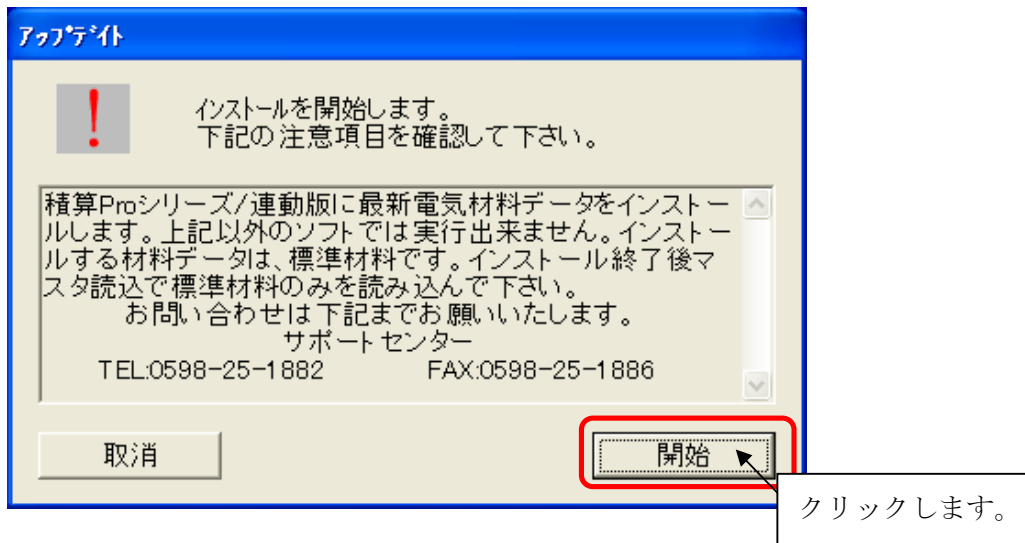 ｱｯﾌﾟﾃﾞｲﾄ
!
ｲﾝｽﾄｰﾙを開始します。
下記の注意項目を確認して下さい。
積算Proシリーズ/連動版に最新電気材料データをインストー
ルします。上記以外のソフトでは実行出来ません。インストー
ルする材料データは、標準材料です。インストール終了後マ
スタ読込で標準材料のみを読み込んで下さい。
お問い合わせは下記までお願いいたします。
サポートセンター
TEL:0598-25-1882 FAX:0598-25-1886
取消
開始
クリックします。